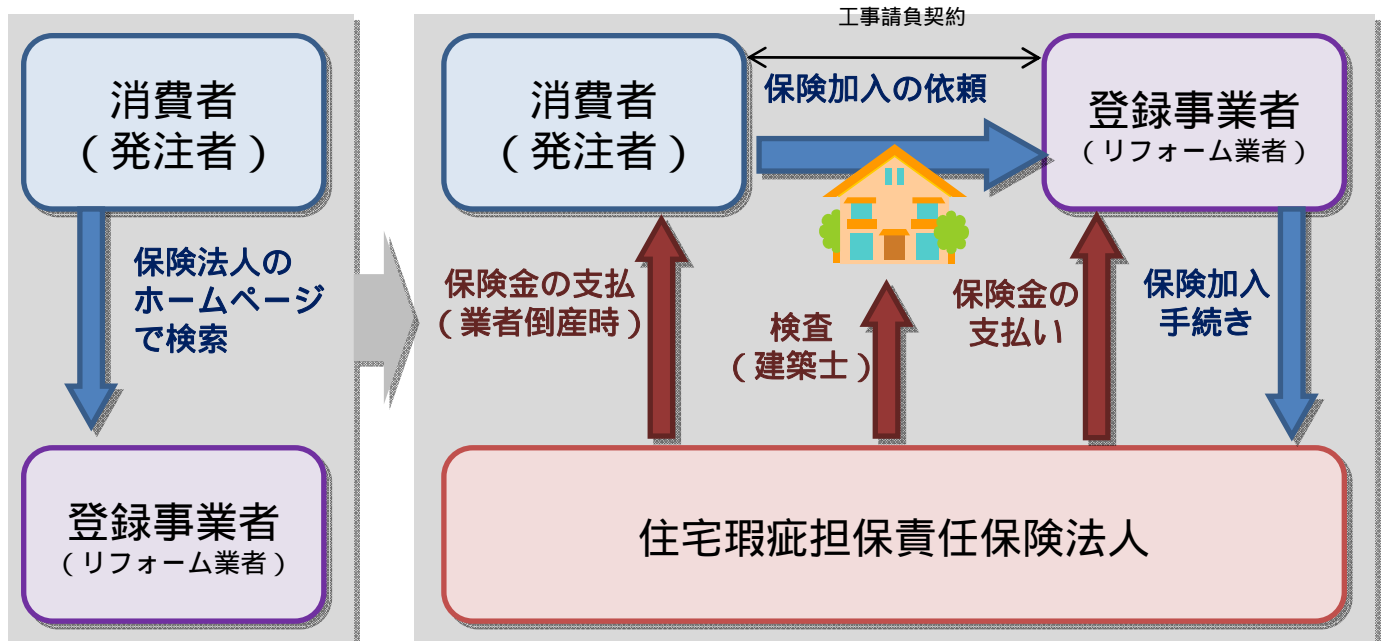 消費者
（発注者）
保険法人の
ホームページ
で検索
登録事業者
（リフォーム業者）
工事請負契約
消費者
（発注者）
保険加入の依頼
登録事業者
（リフォーム業者）
保険金の支払
（業者倒産時）
検査
（建築士）
保険金の
支払い
保険加入
手続き
住宅瑕疵担保責任保険法人